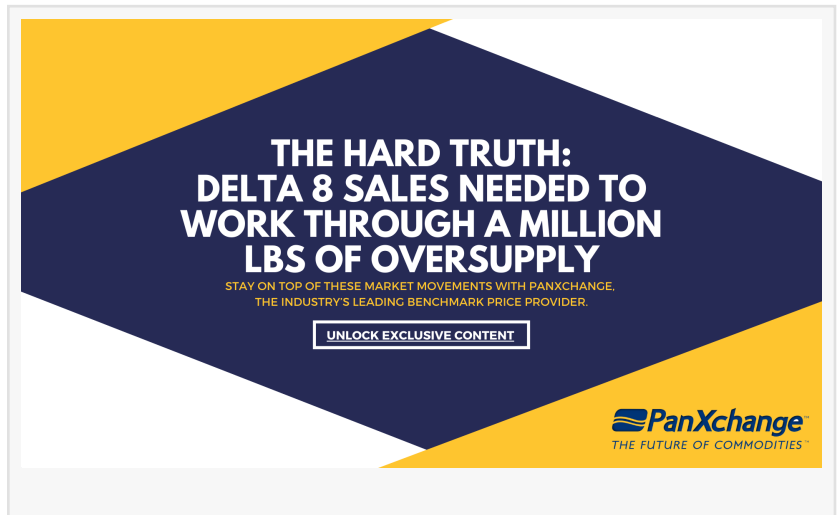 THE HARD TRUTH:
DELTA 8 SALES NEEDED TO
WORK THROUGH A MILLION
LBS OF OVERSUPPLY
STAY ON TOP OF THESE MARKET MOVEMENTS WITH PANXCHANGE,
THE INDUSTRY'S LEADING BENCHMARK PRICE PROVIDER.
UNLOCK EXCLUSIVE CONTENT
PanXchange™
THE FUTURE OF COMMODITIES™